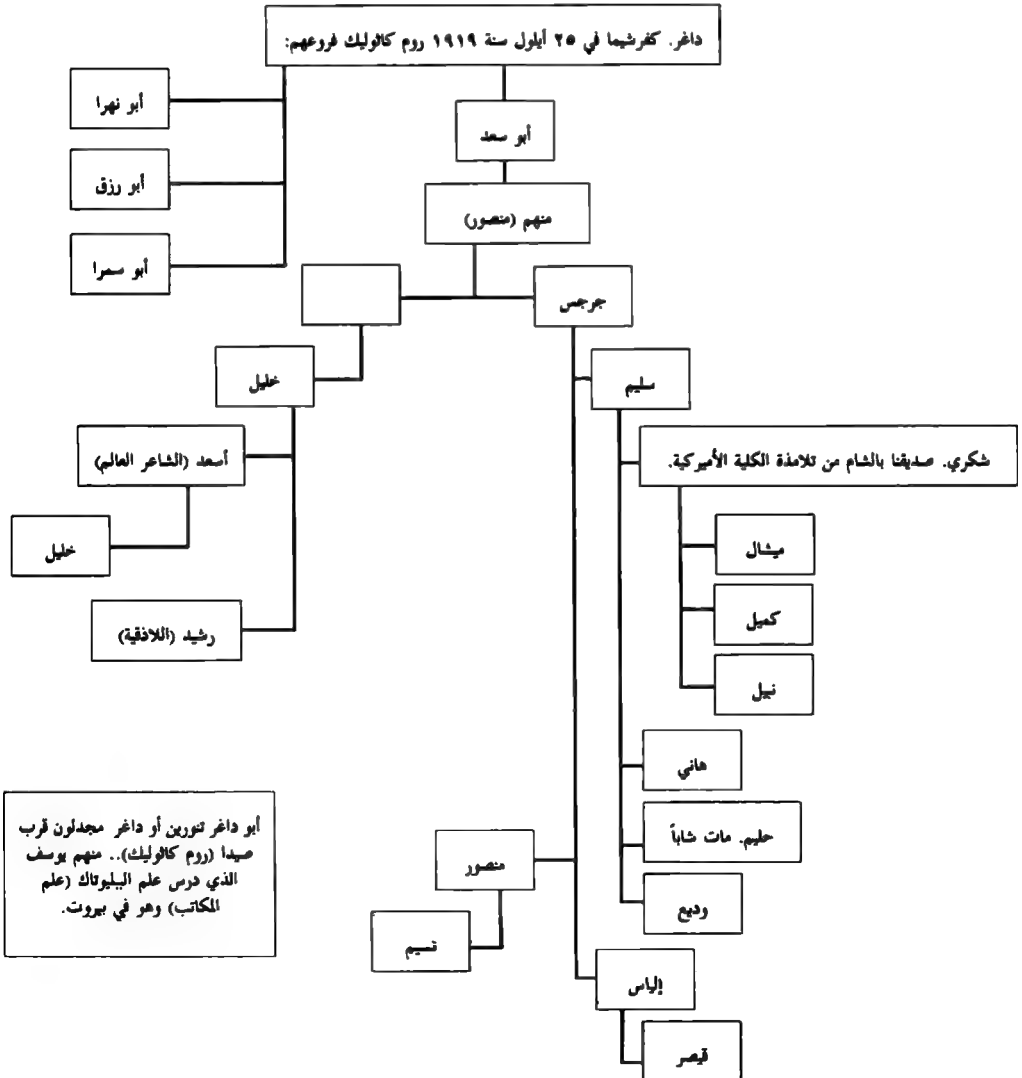 داغر. كفرشيما في ٢٥ أيلول سنة ١٩١٩ روم كاثوليك فروعهم:
أبو نهرا
أبو رزق
أبو سمرا
أبو سعد
منهم (منصور)
جرجس
سليم
شكري. صديقنا بالشام من تلامذة الكلية الأميركية.
ميشال
كميل
نبيل
هاني
حليم. مات شاباً
وديع
منصور
نسيم
إلياس
قيصر
خليل
أسعد (الشاعر العالم)
خليل
رشيد (اللاذقية)
أبو داغر تنورين أو داغر مجدلون قرب
صيدا (روم كاثوليك).. منهم يوسف
الذي درس علم الببليوتاك (علم
المكاتب) وهو في بيروت.